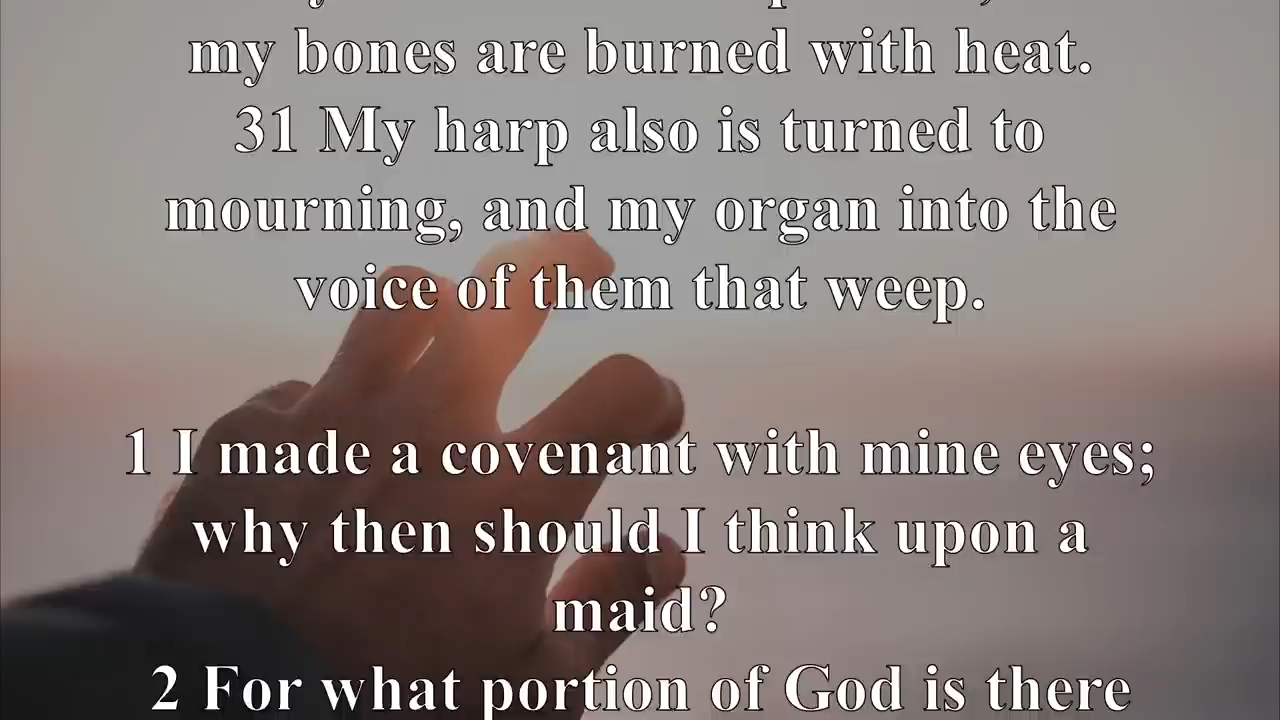 my bones are burned with heat.
31 My harp also is turned to
mourning, and my organ into the
voice of them that weep.
1 I made a covenant with mine eyes;
why then should I think upon a
maid?
2 For what portion of God is there